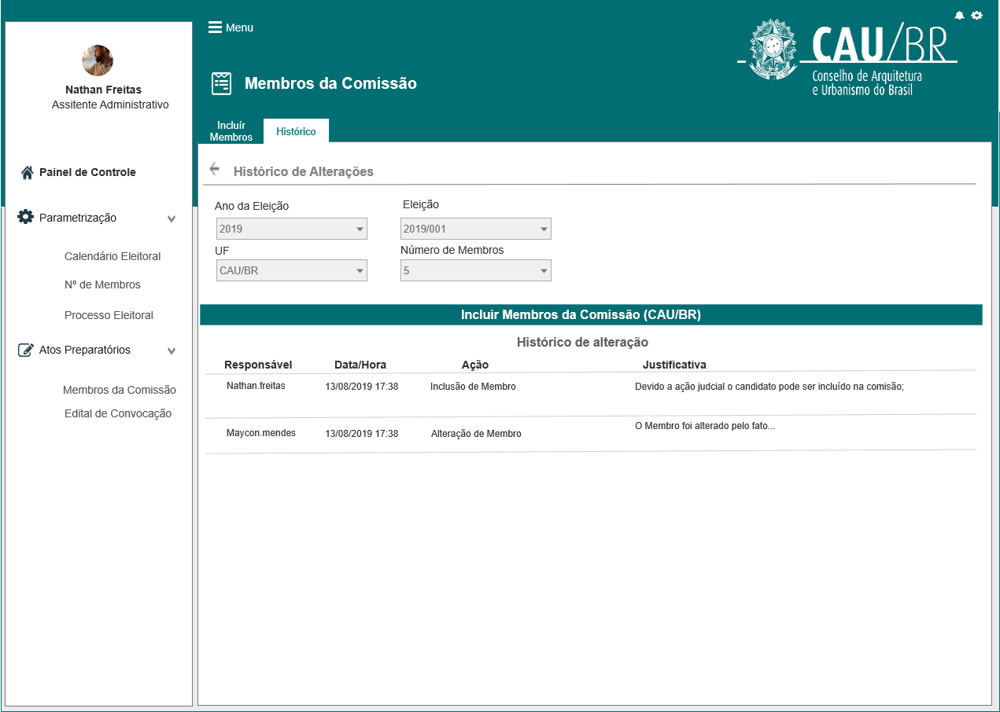 Menu
CAU/BR
Conselho de Arquitetura
e Urbanismo do Brasil
Nathan Freitas
Assitente Administrativo
Membros da Comissão
Incluír
Membros
Histórico
Painel de Controle
Parametrização
Calendário Eleitoral
Nº de Membros
Processo Eleitoral
Atos Preparatórios
Membros da Comissão
Edital de Convocação
Histórico de Alterações
Ano da Eleição Eleição
2019 2019/001
UF Número de Membros
CAU/BR 5
Incluír Membros da Comissão (CAU/BR)
Histórico de alteração
Responsável Data/Hora Ação Justificativa
Nathan.freitas 13/08/2019 17:38 Inclusão de Membro Devido a ação judcial o candidato pode ser incluído na comisão;
Maycon.mendes 13/08/2019 17:38 Alteração de Membro O Membro foi alterado pelo fato...